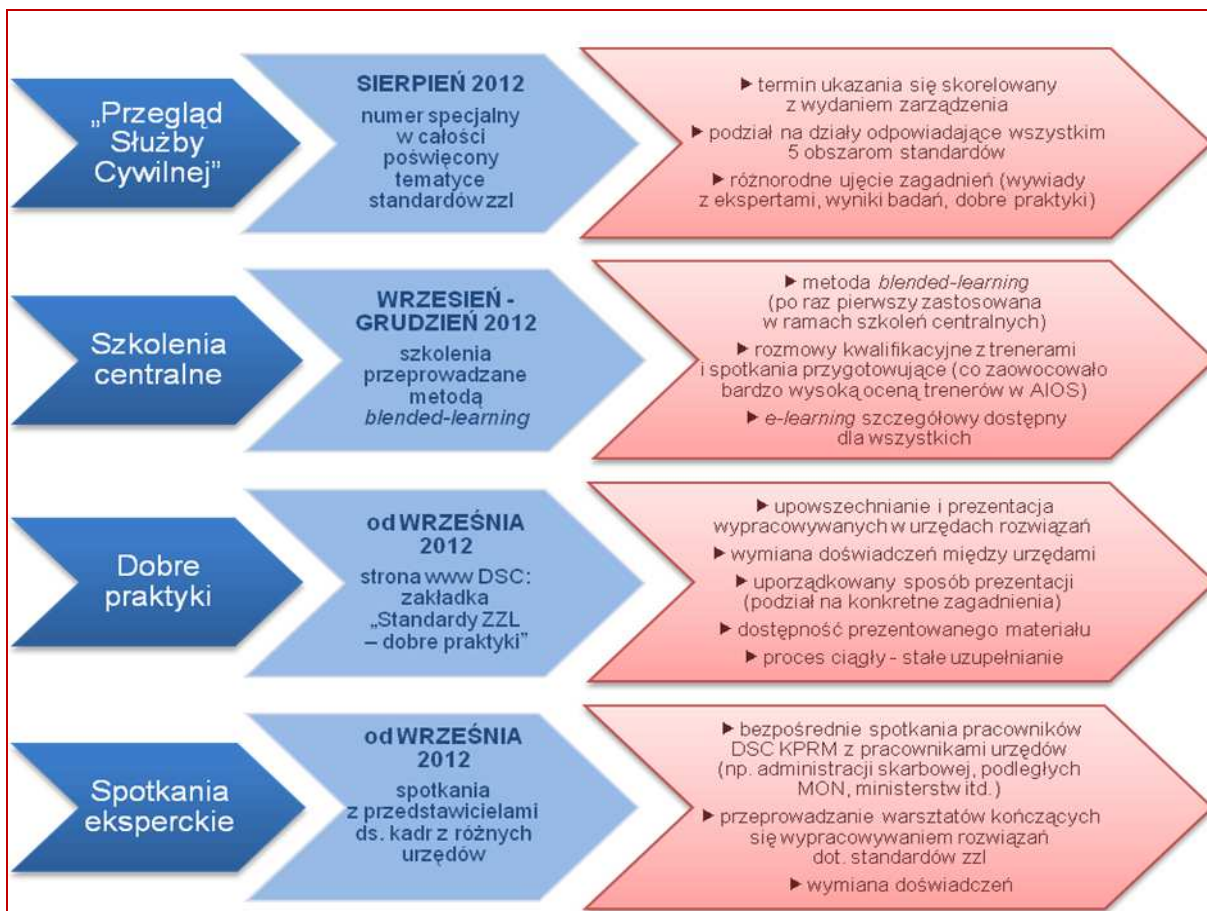 „Przegląd
Służby
Cywilnej”
SIERPIEŃ 2012
numer specjalny
w całości
poświęcony
tematyce
standardów zzl
► termin ukazania się skorelowany
z wydaniem zarządzenia
► podział na działy odpowiadające wszystkim
5 obszarom standardów
► różnorodne ujęcie zagadnień (wywiady
z ekspertami, wyniki badań, dobre praktyki)
Szkolenia
centralne
WRZESIEŃ -
GRUDZIEŃ 2012
szkolenia
przeprowadzane
metodą
blended-learning
► metoda blended-learning
(po raz pierwszy zastosowana
w ramach szkoleń centralnych)
► rozmowy kwalifikacyjne z trenerami
i spotkania przygotowujące (co zaowocowało
bardzo wysoką oceną trenerów w AIOS)
► e-learning szczegółowy dostępny
dla wszystkich
Dobre
praktyki
od WRZEŚNIA
2012
strona www DSC:
zakładka
„Standardy ZZL
– dobre praktyki”
► upowszechnianie i prezentacja
wypracowywanych w urzędach rozwiązań
► wymiana doświadczeń między urzędami
► uporządkowany sposób prezentacji
(podział na konkretne zagadnienia)
► dostępność prezentowanego materiału
► proces ciągły - stałe uzupełnianie
Spotkania
eksperckie
od WRZEŚNIA
2012
spotkania
z przedstawicielami
ds. kadr z różnych
urzędów
► bezpośrednie spotkania pracowników
DSC KPRM z pracownikami urzędów
(np. administracji skarbowej, podległych
MON, ministerstw itd.)
► przeprowadzanie warsztatów kończących
się wypracowywaniem rozwiązań
dot. standardów zzl
► wymiana doświadczeń